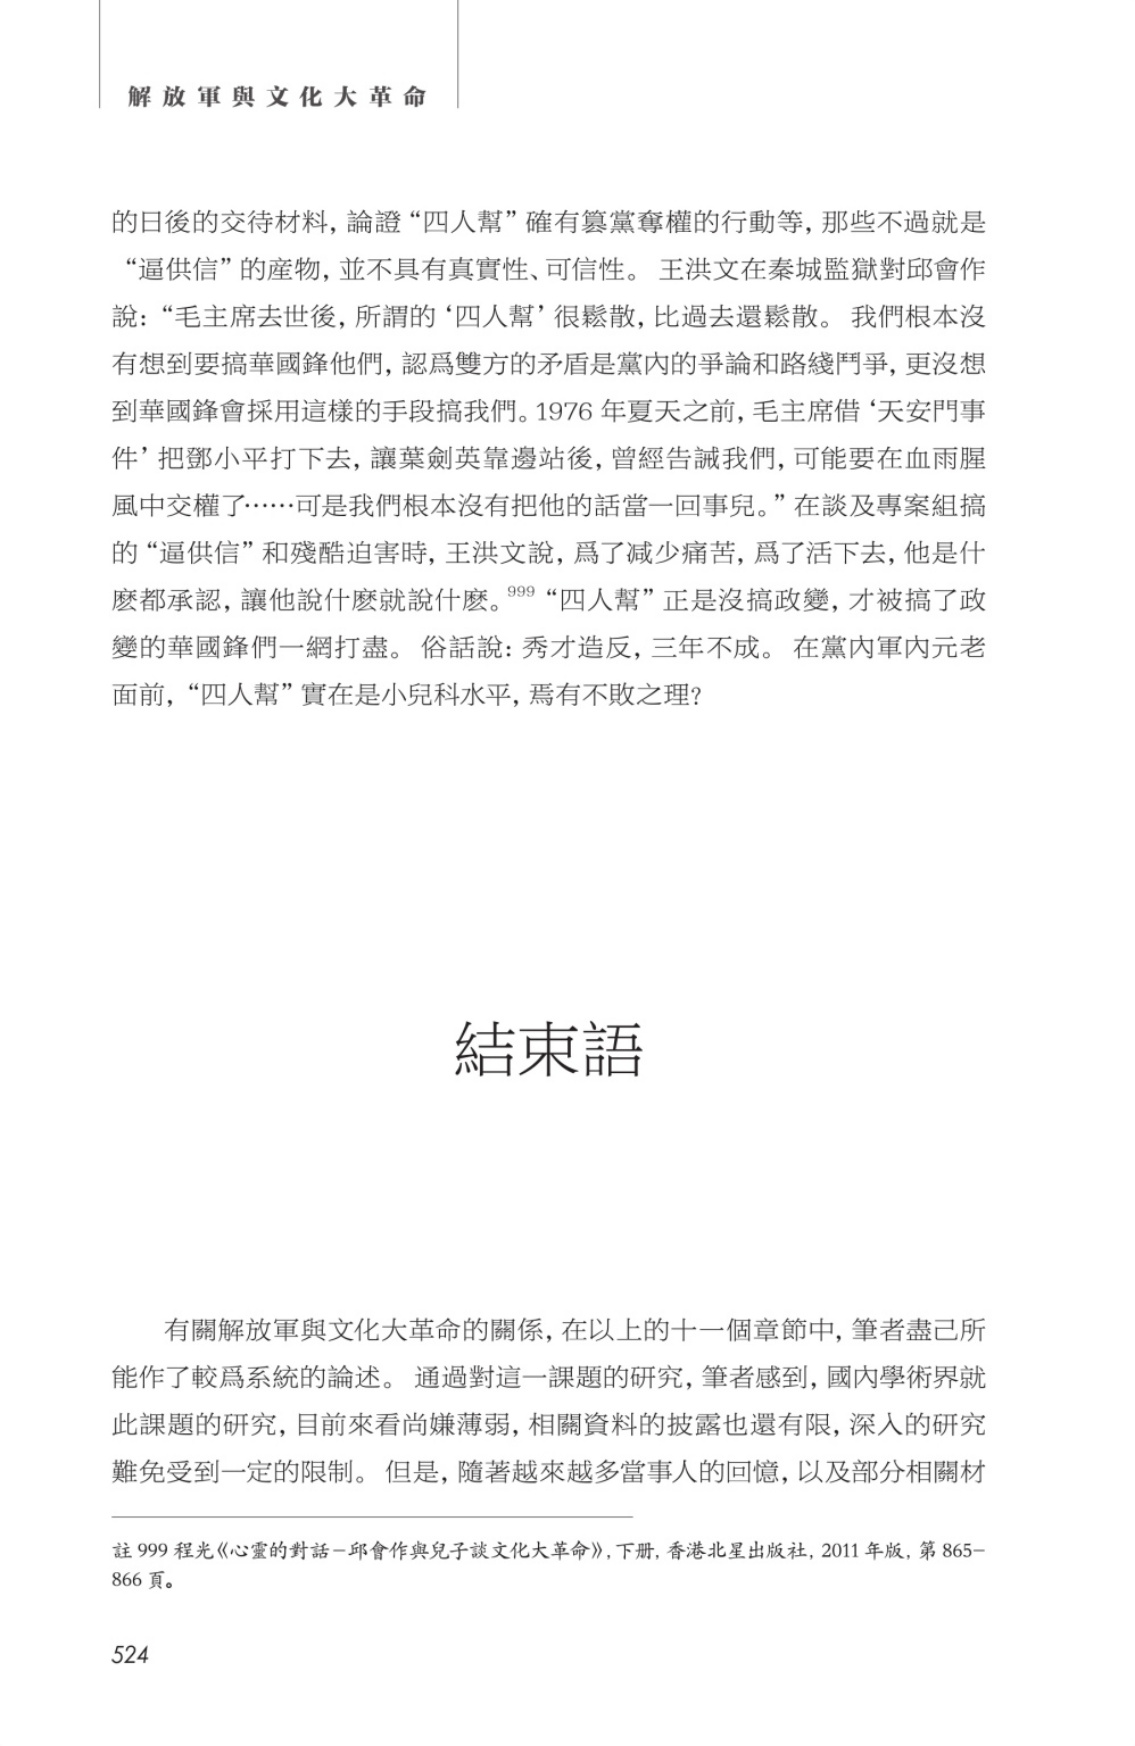 解放軍與文化大革命
的日後的交待材料, 論證 “四人幫” 確有篡黨奪權的行動等, 那些不過就是
“逼供信” 的産物, 並不具有真實性、可信性。 王洪文在秦城監獄對邱會作
說: “毛主席去世後, 所謂的 ‘四人幫’ 很鬆散, 比過去還鬆散。 我們根本沒
有想到要搞華國鋒他們, 認爲雙方的矛盾是黨內的爭論和路綫鬥爭, 更沒想
到華國鋒會採用這樣的手段搞我們。1976 年夏天之前, 毛主席借 ‘天安門事
件’ 把鄧小平打下去, 讓葉劍英靠邊站後, 曾經告誡我們, 可能要在血雨腥
風中交權了……可是我們根本沒有把他的話當一回事兒。” 在談及專案組搞
的 “逼供信” 和殘酷迫害時, 王洪文說, 爲了减少痛苦, 爲了活下去, 他是什
麽都承認, 讓他說什麽就說什麽。999 “四人幫” 正是沒搞政變, 才被搞了政
變的華國鋒們一網打盡。 俗話說: 秀才造反, 三年不成。 在黨內軍內元老
面前, “四人幫” 實在是小兒科水平, 焉有不敗之理?
結束語
有關解放軍與文化大革命的關係, 在以上的十一個章節中, 筆者盡己所
能作了較爲系統的論述。 通過對這一課題的研究, 筆者感到, 國內學術界就
此課題的研究, 目前來看尚嫌薄弱, 相關資料的披露也還有限, 深入的研究
難免受到一定的限制。 但是, 隨著越來越多當事人的回憶, 以及部分相關材
註 999 程光《心靈的對話–邱會作與兒子談文化大革命》, 下册, 香港北星出版社, 2011 年版, 第 865–
866 頁。
524